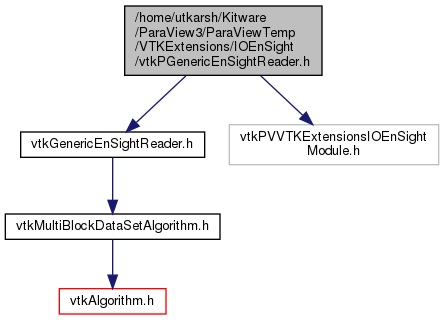 /home/utkarsh/Kitware
/ParaView3/ParaViewTemp
/VTKExtensions/IOEnSight
/vtkPGenericEnSightReader.h
vtkGenericEnSightReader.h
vtkPVVTKExtensionsIOEnSight
Module.h
vtkMultiBlockDataSetAlgorithm.h
vtkAlgorithm.h